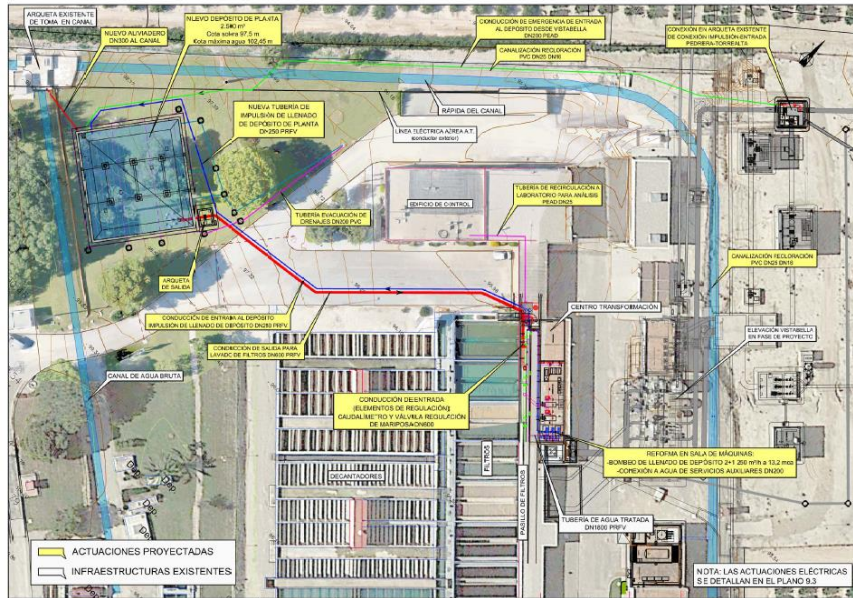 ARQUETA EXISTENTE
DE TOMA EN CANAL
NUEVO ALIVIADERO
DN300 AL CANAL
NUEVO DEPÓSITO DE PLANTA
2.500 m³
Cota solera 97,5 m
Cota máxima agua 102,45 m
CONDUCCIÓN DE EMERGENCIA DE ENTRADA
AL DEPÓSITO DESDE VISTABELLA
DN200 PEAD
CANALIZACIÓN RECLORACIÓN
PVC DN25 DN16
CONEXIÓN EN ARQUETA EXISTENTE
DE CONEXIÓN IMPULSIÓN-ENTRADA
PEDRERA-TORREALTA
NUEVA TUBERÍA DE
IMPULSIÓN DE LLENADO
DE DEPÓSITO DE PLANTA
DN250 PRFV
RÁPIDA DEL CANAL
LÍNEA ELÉCTRICA AÉREA A.T.
(conductor exterior)
EDIFICIO DE CONTROL
TUBERÍA DE RECIRCULACIÓN A
LABORATORIO PARA ANÁLISIS
PEAD DN25
TUBERÍA EVACUACIÓN DE
DRENAJES DN200 PVC
ARQUETA
DE SALIDA
CANALIZACIÓN RECLORACIÓN
PVC DN25 DN16
CONDUCCIÓN DE ENTRADA AL DEPÓSITO
IMPULSIÓN DE LLENADO DE DEPÓSITO DN250 PRFV
CENTRO TRANSFORMACIÓN
ELEVACIÓN VISTABELLA
EN FASE DE PROYECTO
CONDUCCIÓN DE SALIDA PARA
LAVADO DE FILTROS DN600 PRFV
CANAL DE AGUA BRUTA
CONDUCCIÓN DE ENTRADA
(ELEMENTOS DE REGULACIÓN):
CAUDALÍMETRO Y VÁLVULA REGULACIÓN
DE MARIPOSA DN600
REFORMA EN SALA DE MÁQUINAS:
-BOMBEO DE LLENADO DE DEPÓSITO 2+1 250 m³/h a 13,2 mca
-CONEXIÓN A AGUA DE SERVICIOS AUXILIARES DN200
DECANTADORES
FILTROS
PASILLO DE FILTROS
TUBERÍA DE AGUA TRATADA
DN1800 PRFV
ACTUACIONES PROYECTADAS
INFRAESTRUCTURAS EXISTENTES
NOTA: LAS ACTUACIONES ELÉCTRICAS
SE DETALLAN EN EL PLANO 9.3